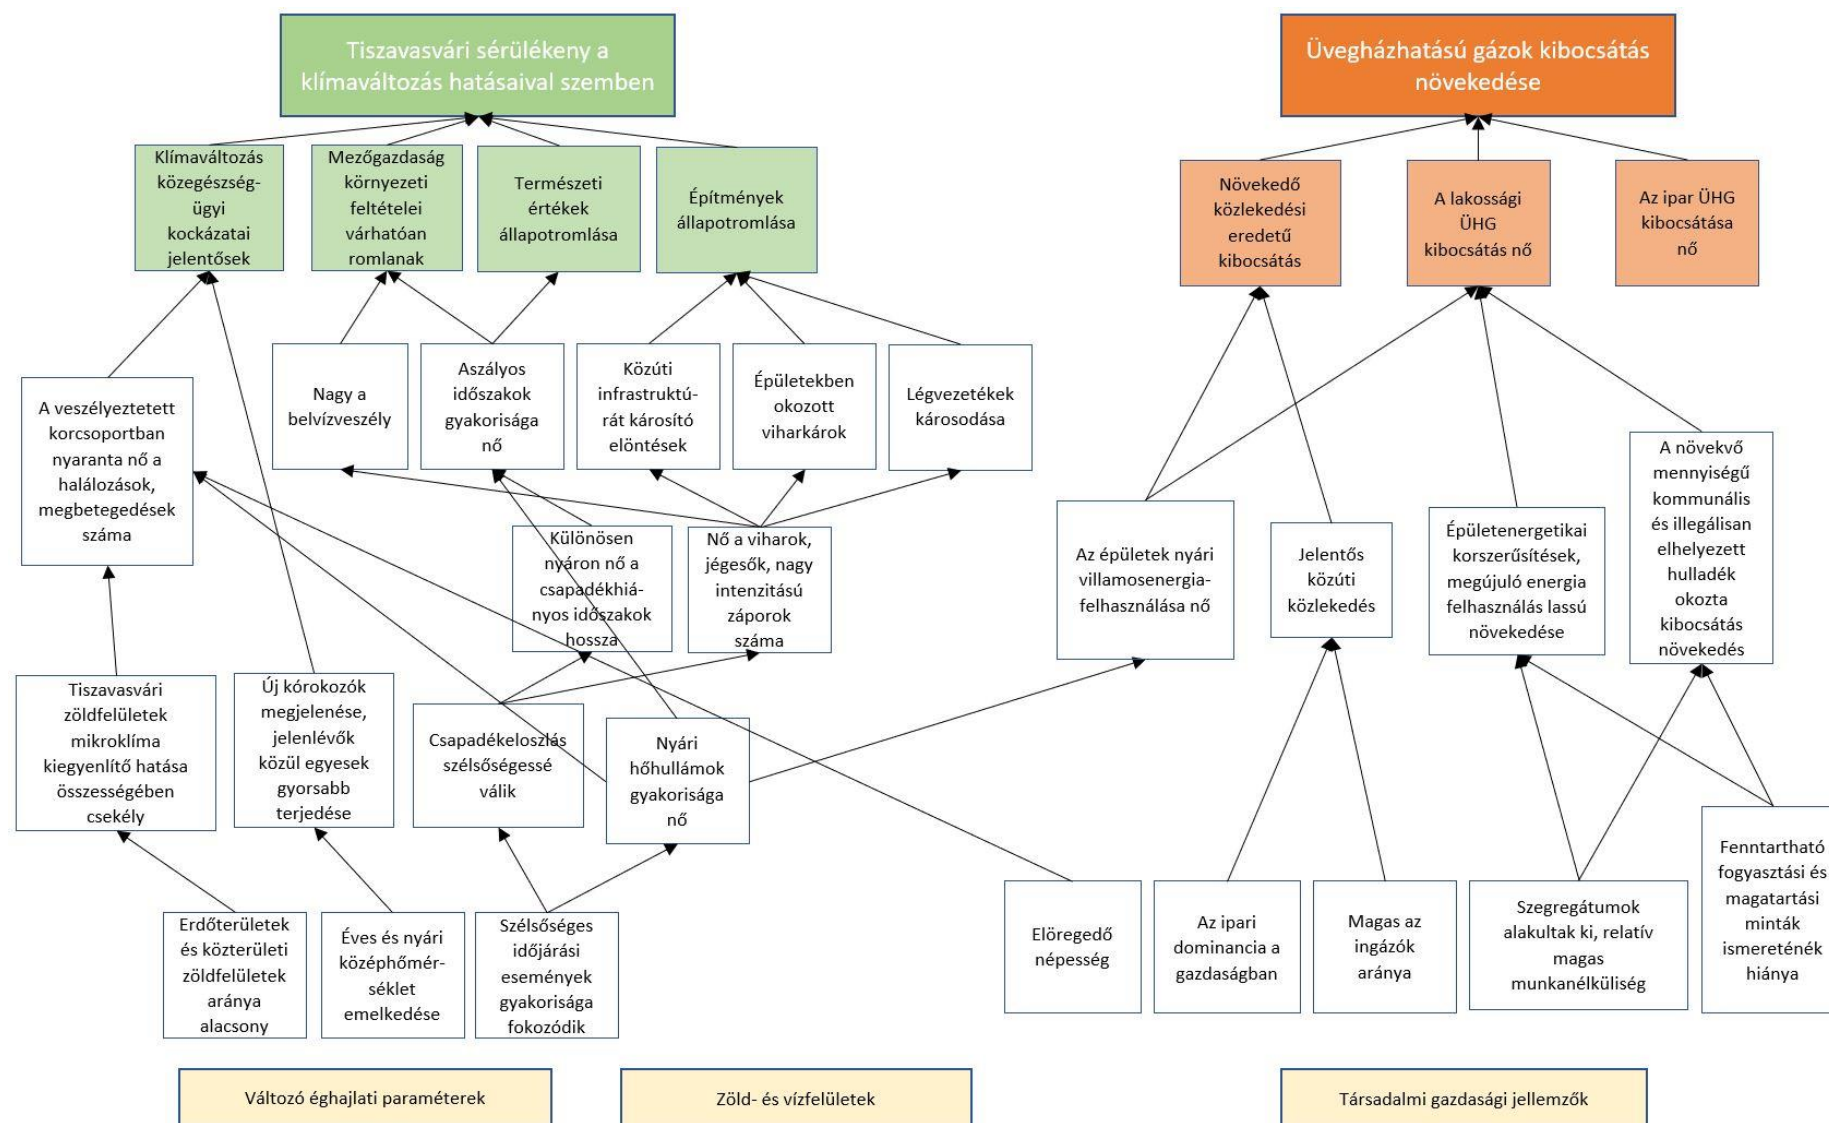 Tiszavasvári sérülékeny a
klímaváltozás hatásaival szemben
Üvegházhatású gázok kibocsátás
növekedése
Klímaváltozás
közegészség-
ügyi
kockázatai
jelentősek
Mezőgazdaság
környezeti
feltételei
várhatóan
romlanak
Természeti
értékek
állapotromlása
Építmények
állapotromlása
Növekedő
közlekedési
eredetű
kibocsátás
A lakossági
ÜHG
kibocsátás nő
Az ipar ÜHG
kibocsátása
nő
A veszélyeztetett
korcsoportban
nyaranta nő a
halálozások,
megbetegedések
száma
Nagy a
belvízveszély
Aszályos
időszakok
gyakorisága
nő
Közúti
infrastruktú-
rát károsító
elöntések
Épületekben
okozott
viharkárok
Légvezetékek
károsodása
Különösen
nyáron nő a
csapadékhiá-
nyos időszakok
hossza
Nő a viharok,
jégesők, nagy
intenzitású
záporok
száma
Az épületek nyári
villamosenergia-
felhasználása nő
Jelentős
közúti
közlekedés
Épületenergetikai
korszerűsítések,
megújuló energia
felhasználás lassú
növekedése
A növekvő
mennyiségű
kommunális
és illegálisan
elhelyezett
hulladék
okozta
kibocsátás
növekedés
Tiszavasvári
zöldfelületek
mikroklíma
kiegyenlítő hatása
összességében
csekély
Új kórokozók
megjelenése,
jelenlévők
közül egyesek
gyorsabb
terjedése
Csapadékeloszlás
szélsőségessé
válik
Nyári
hőhullámok
gyakorisága
nő
Erdőterületek
és közterületi
zöldfelületek
aránya
alacsony
Éves és nyári
középhőmér-
séklet
emelkedése
Szélsőséges
időjárási
események
gyakorisága
fokozódik
Elöregedő
népesség
Az ipari
dominancia a
gazdaságban
Magas az
ingázók
aránya
Szegregátumok
alakultak ki, relatív
magas
munkanélküliség
Fenntartható
fogyasztási és
magatartási
minták
ismeretének
hiánya
Változó éghajlati paraméterek
Zöld- és vízfelületek
Társadalmi gazdasági jellemzők